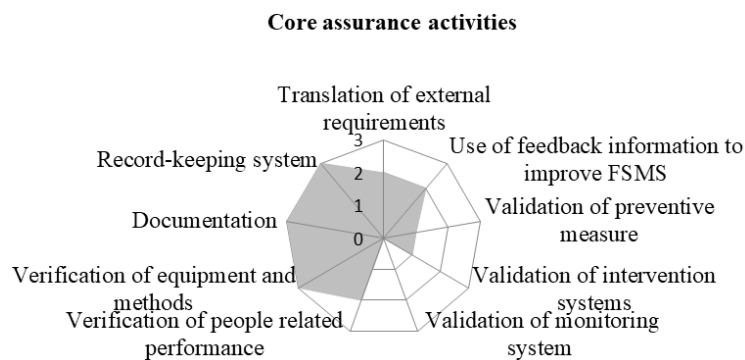 Core assurance activities
Translation of external
requirements
Use of feedback information to
improve FSMS
Validation of preventive
measure
Validation of intervention
systems
Validation of monitoring
system
Verification of people related
performance
Verification of equipment and
methods
Documentation
Record-keeping system
3
2
1
0